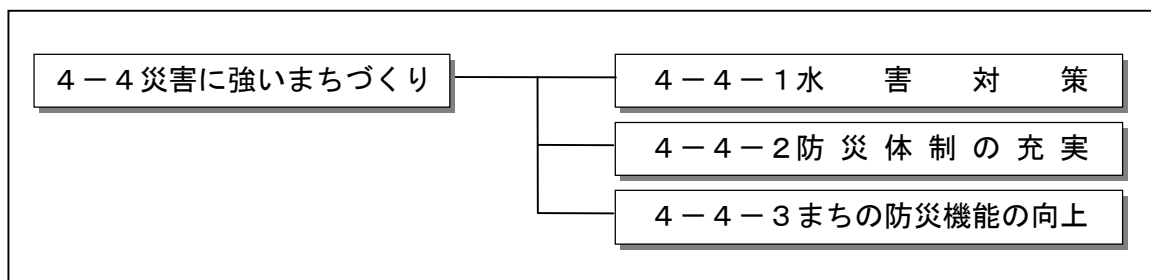 ４－４災害に強いまちづくり
４－４－１水害対策
４－４－２防災体制の充実
４－４－３まちの防災機能の向上